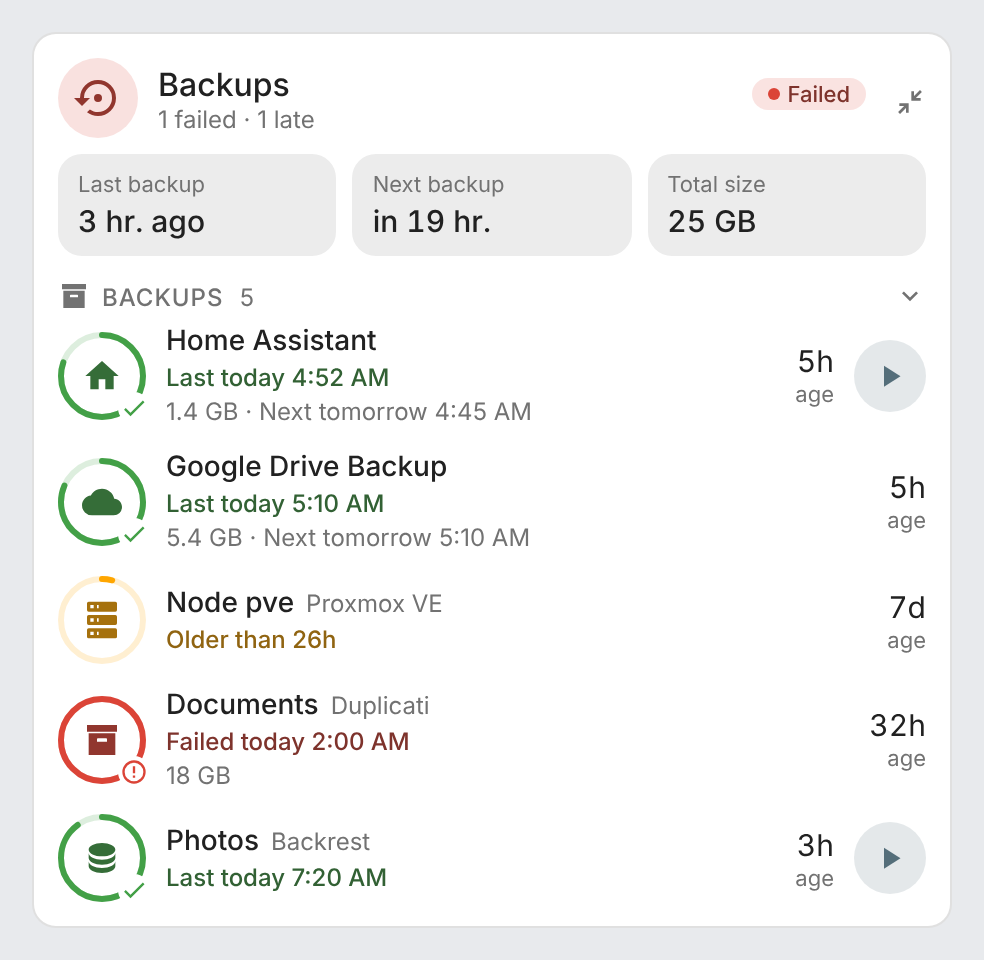 Backups
1 failed · 1 late
Failed
Last backup
3 hr. ago
Next backup
in 19 hr.
Total size
25 GB
BACKUPS 5
Home Assistant
Last today 4:52 AM
1.4 GB · Next tomorrow 4:45 AM
5h
age
Google Drive Backup
Last today 5:10 AM
5.4 GB · Next tomorrow 5:10 AM
5h
age
Node pve Proxmox VE
Older than 26h
7d
age
Documents Duplicati
Failed today 2:00 AM
18 GB
32h
age
Photos Backrest
Last today 7:20 AM
3h
age